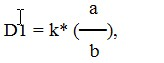 D1 = k* (a/b),